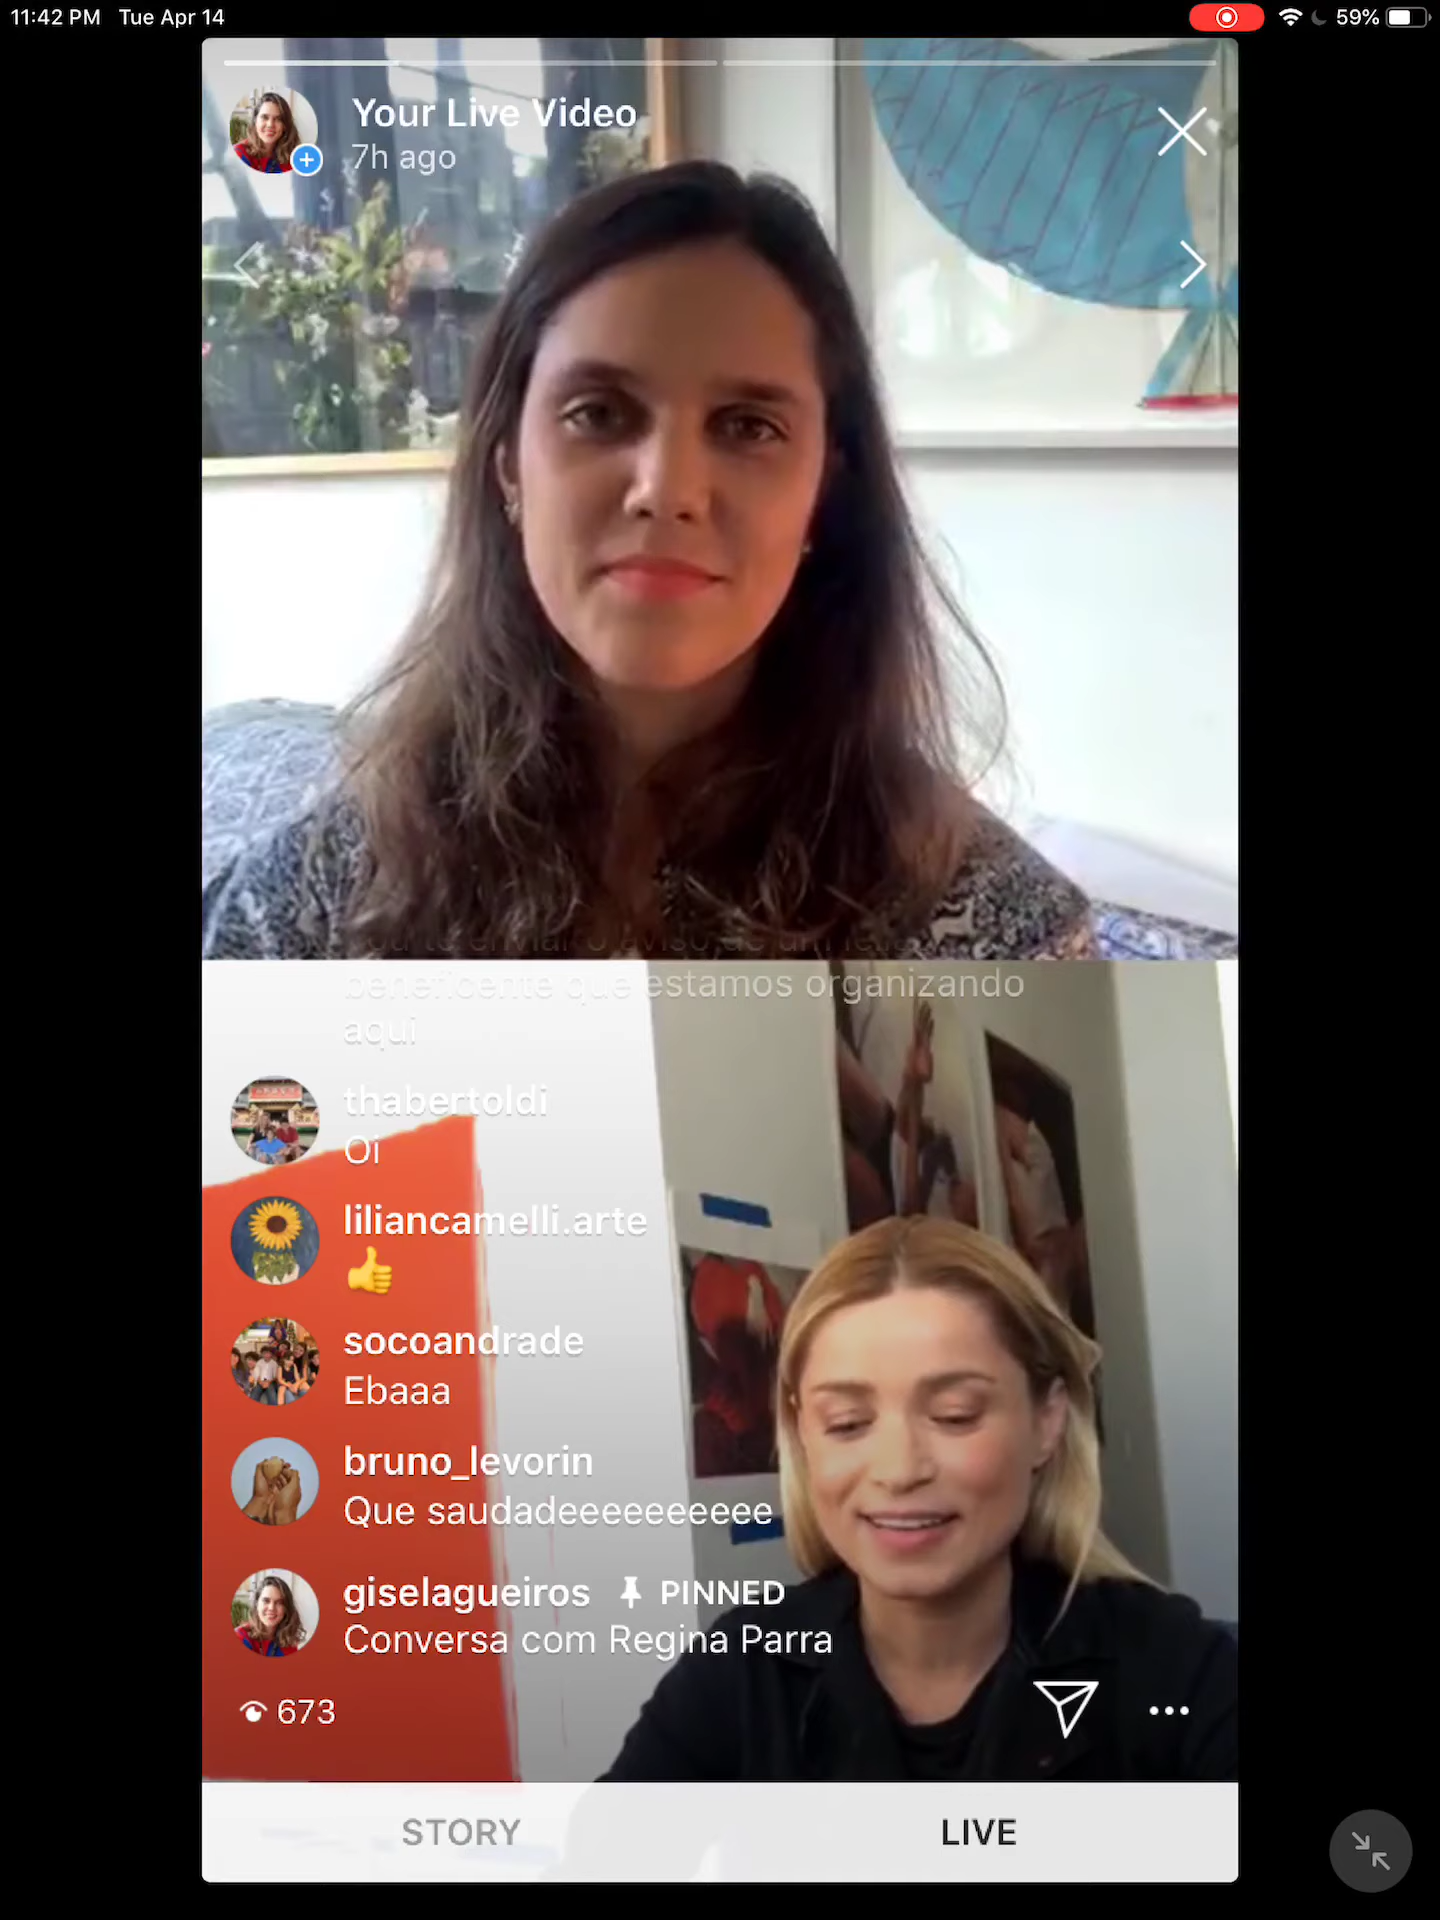 11:42 PM Tue Apr 14
59%
Your Live Video
7h ago
beneficente que estamos organizando
aqui
thabertoldi
Oi
liliancamelli.arte
👍
socoandrade
Ebaaa
bruno_levorin
Que saudadeeeeeeeeee
giselagueiros PINNED
Conversa com Regina Parra
673
STORY LIVE